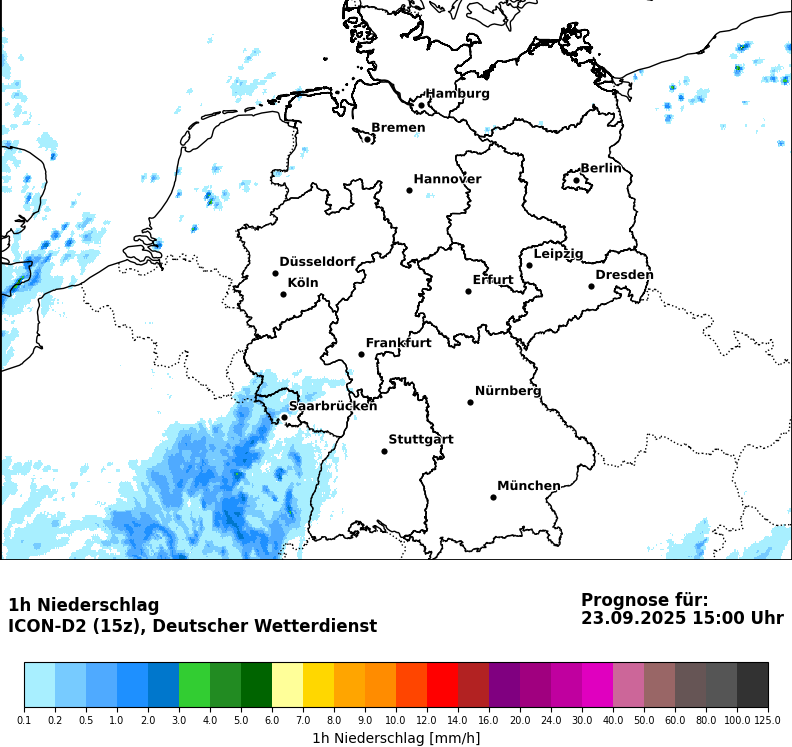 Hamburg
Bremen
Berlin
Hannover
Leipzig
Düsseldorf
Dresden
Köln
Erfurt
Frankfurt
Nürnberg
Saarbrücken
Stuttgart
München
1h Niederschlag
ICON-D2 (15z), Deutscher Wetterdienst
Prognose für:
23.09.2025 15:00 Uhr
0.1 0.2 0.5 1.0 2.0 3.0 4.0 5.0 6.0 7.0 8.0 9.0 10.0 12.0 14.0 16.0 20.0 24.0 30.0 40.0 50.0 60.0 80.0 100.0 125.0
1h Niederschlag [mm/h]